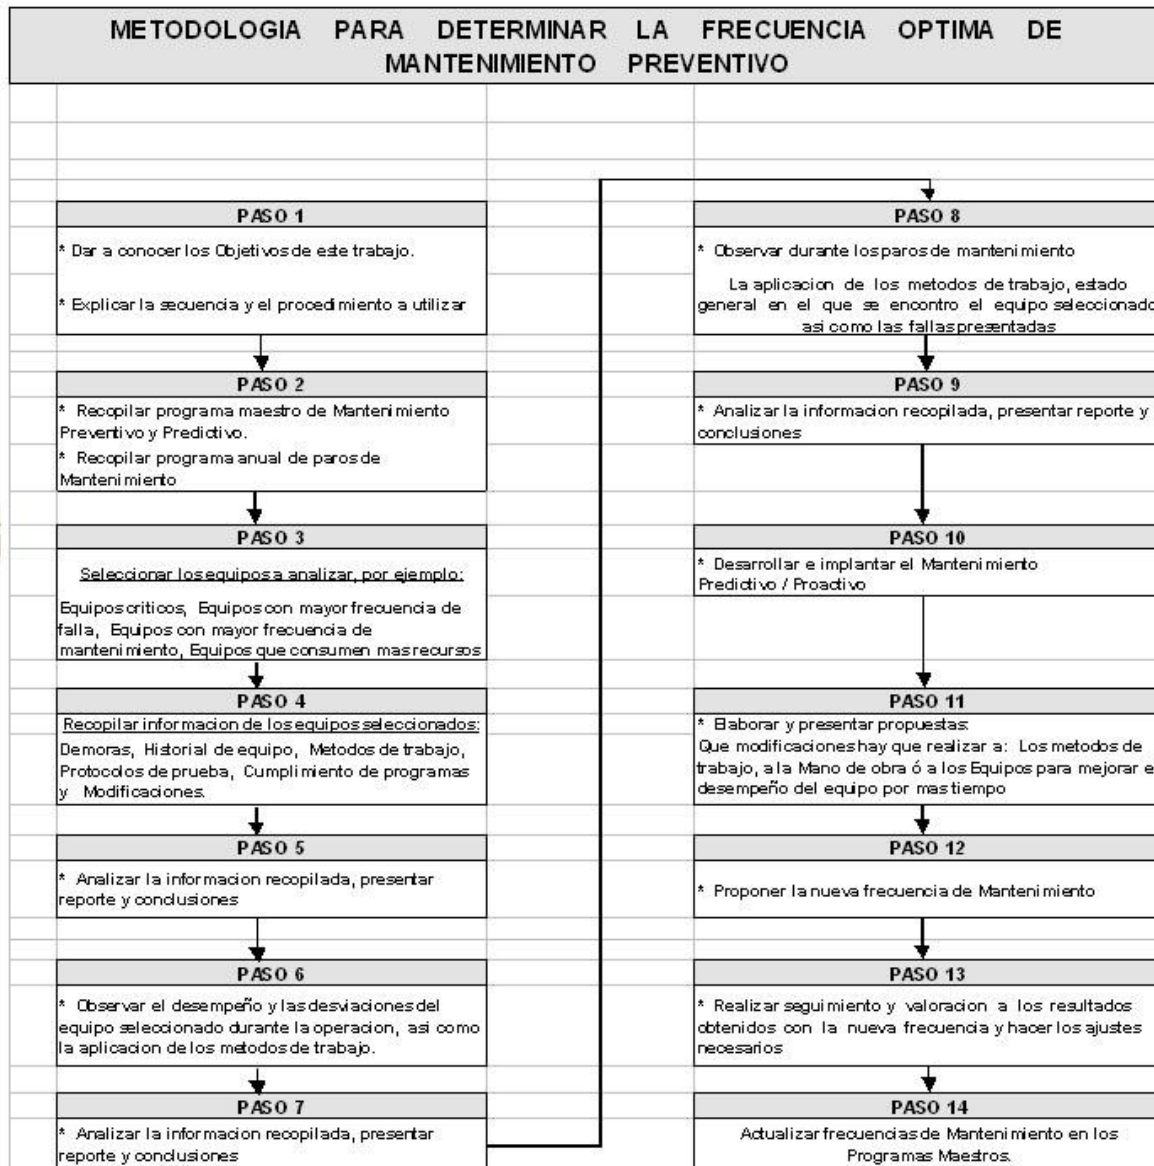 METODOLOGIA PARA DETERMINAR LA FRECUENCIA OPTIMA DE
MANTENIMIENTO PREVENTIVO
PASO 1
* Dar a conocer los Objetivos de este trabajo.
* Explicar la secuencia y el procedimiento a utilizar
PASO 2
* Recopilar programa maestro de Mantenimiento
Preventivo y Predictivo.
* Recopilar programa anual de paros de
Mantenimiento
PASO 3
Seleccionar los equipos a analizar, por ejemplo:
Equipos criticos, Equipos con mayor frecuencia de
falla, Equipos con mayor frecuencia de
mantenimiento, Equipos que consumen mas recursos
PASO 4
Recopilar informacion de los equipos seleccionados:
Demoras, Historial de equipo, Metodos de trabajo,
Protocolos de prueba, Cumplimiento de programas
y Modificaciones.
PASO 5
* Analizar la informacion recopilada, presentar
reporte y conclusiones
PASO 6
* Observar el desempeño y las desviaciones del
equipo seleccionado durante la operacion, asi como
la aplicacion de los metodos de trabajo.
PASO 7
* Analizar la informacion recopilada, presentar
reporte y conclusiones
PASO 8
* Observar durante los paros de mantenimiento
La aplicacion de los metodos de trabajo, estado
general en el que se encontro el equipo seleccionado
asi como las fallas presentadas
PASO 9
* Analizar la informacion recopilada, presentar reporte y
conclusiones
PASO 10
* Desarrollar e implantar el Mantenimiento
Predictivo / Proactivo
PASO 11
* Elaborar y presentar propuestas:
Que modificaciones hay que realizar a: Los metodos de
trabajo, a la Mano de obra ó a los Equipos para mejorar e
desempeño del equipo por mas tiempo
PASO 12
* Proponer la nueva frecuencia de Mantenimiento
PASO 13
* Realizar seguimiento y valoracion a los resultados
obtenidos con la nueva frecuencia y hacer los ajustes
necesarios
PASO 14
Actualizar frecuencias de Mantenimiento en los
Programas Maestros.